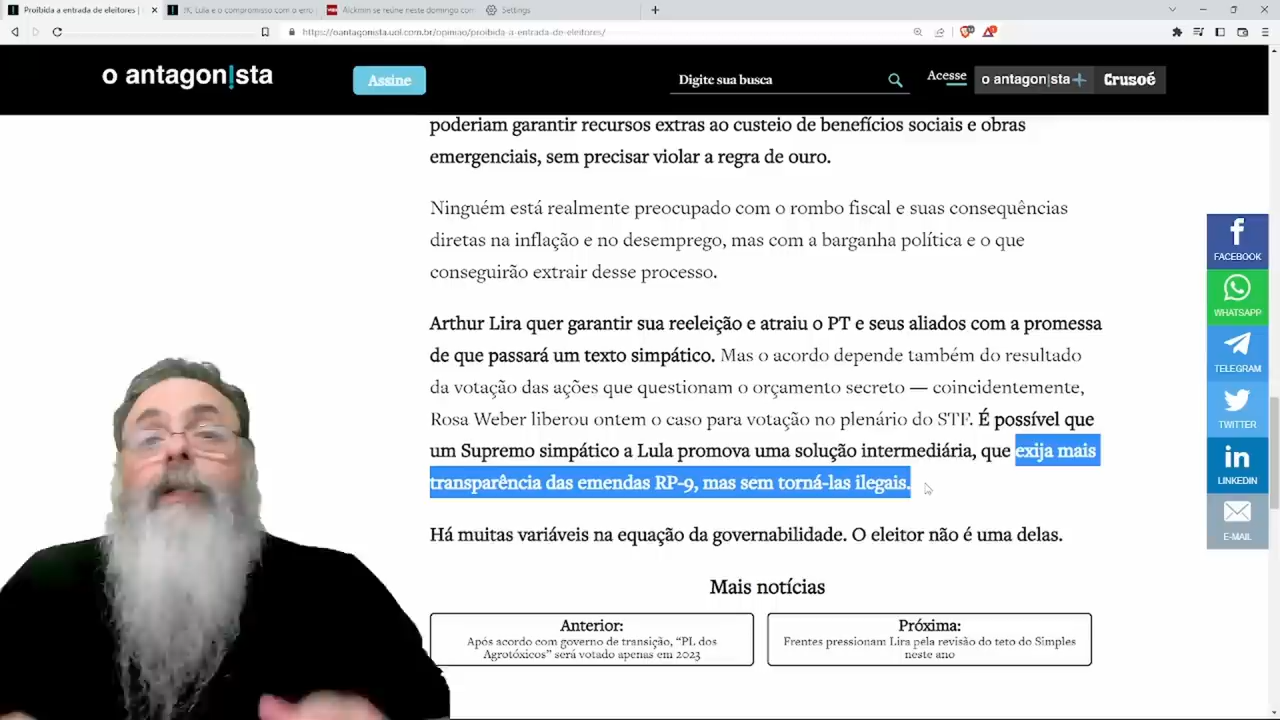 Proibida a entrada de eleitores |
JK, Lula e o compromisso com o erro
Alckmin se reúne neste domingo com
Settings
https://oantagonista.uol.com.br/opiniao/proibida-a-entrada-de-eleitores/
o antagon!sta
Assine
Digite sua busca
Acesse
o antagon|sta+
Crusoé
poderiam garantir recursos extras ao custeio de benefícios sociais e obras
emergenciais, sem precisar violar a regra de ouro.
Ninguém está realmente preocupado com o rombo fiscal e suas consequências
diretas na inflação e no desemprego, mas com a barganha política e o que
conseguirão extrair desse processo.
Arthur Lira quer garantir sua reeleição e atraiu o PT e seus aliados com a promessa
de que passará um texto simpático. Mas o acordo depende também do resultado
da votação das ações que questionam o orçamento secreto — coincidentemente,
Rosa Weber liberou ontem o caso para votação no plenário do STF. É possível que
um Supremo simpático a Lula promova uma solução intermediária, que exija mais
transparência das emendas RP-9, mas sem torná-las ilegais.
Há muitas variáveis na equação da governabilidade. O eleitor não é uma delas.
Mais notícias
Anterior:
Após acordo com governo de transição, “PL dos
Agrotóxicos” será votado apenas em 2023
Próxima:
Frentes pressionam Lira pela revisão do teto do Simples
neste ano
FACEBOOK
WHATSAPP
TELEGRAM
TWITTER
LINKEDIN
E-MAIL